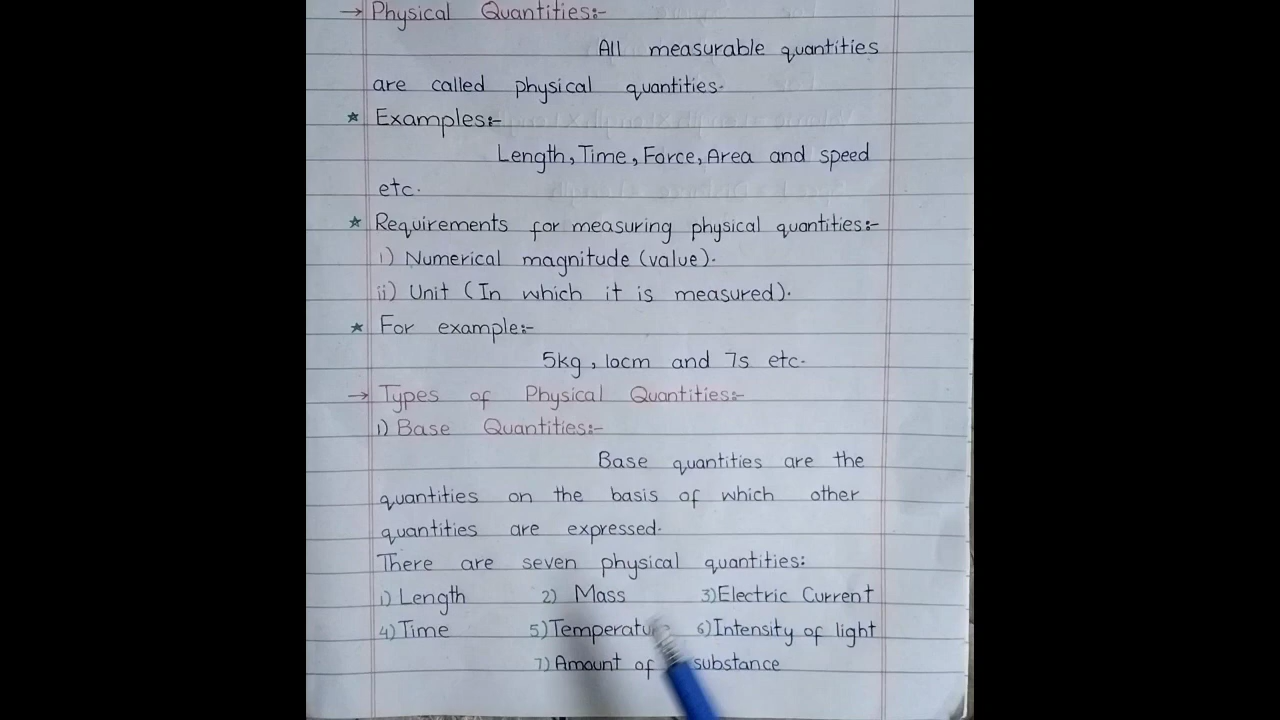 → Physical Quantities:-
All measurable quantities
are called physical quantities.
* Examples:-
Length, Time, Force, Area and speed
etc.
* Requirements for measuring physical quantities:-
i) Numerical magnitude (value).
ii) Unit (In which it is measured).
* For example:-
5kg, 10cm and 7s etc.
→ Types of Physical Quantities:-
1) Base Quantities:-
Base quantities are the
quantities on the basis of which other
quantities are expressed.
There are seven physical quantities:
1) Length 2) Mass 3) Electric Current
4) Time 5) Temperature 6) Intensity of light
7) Amount of substance